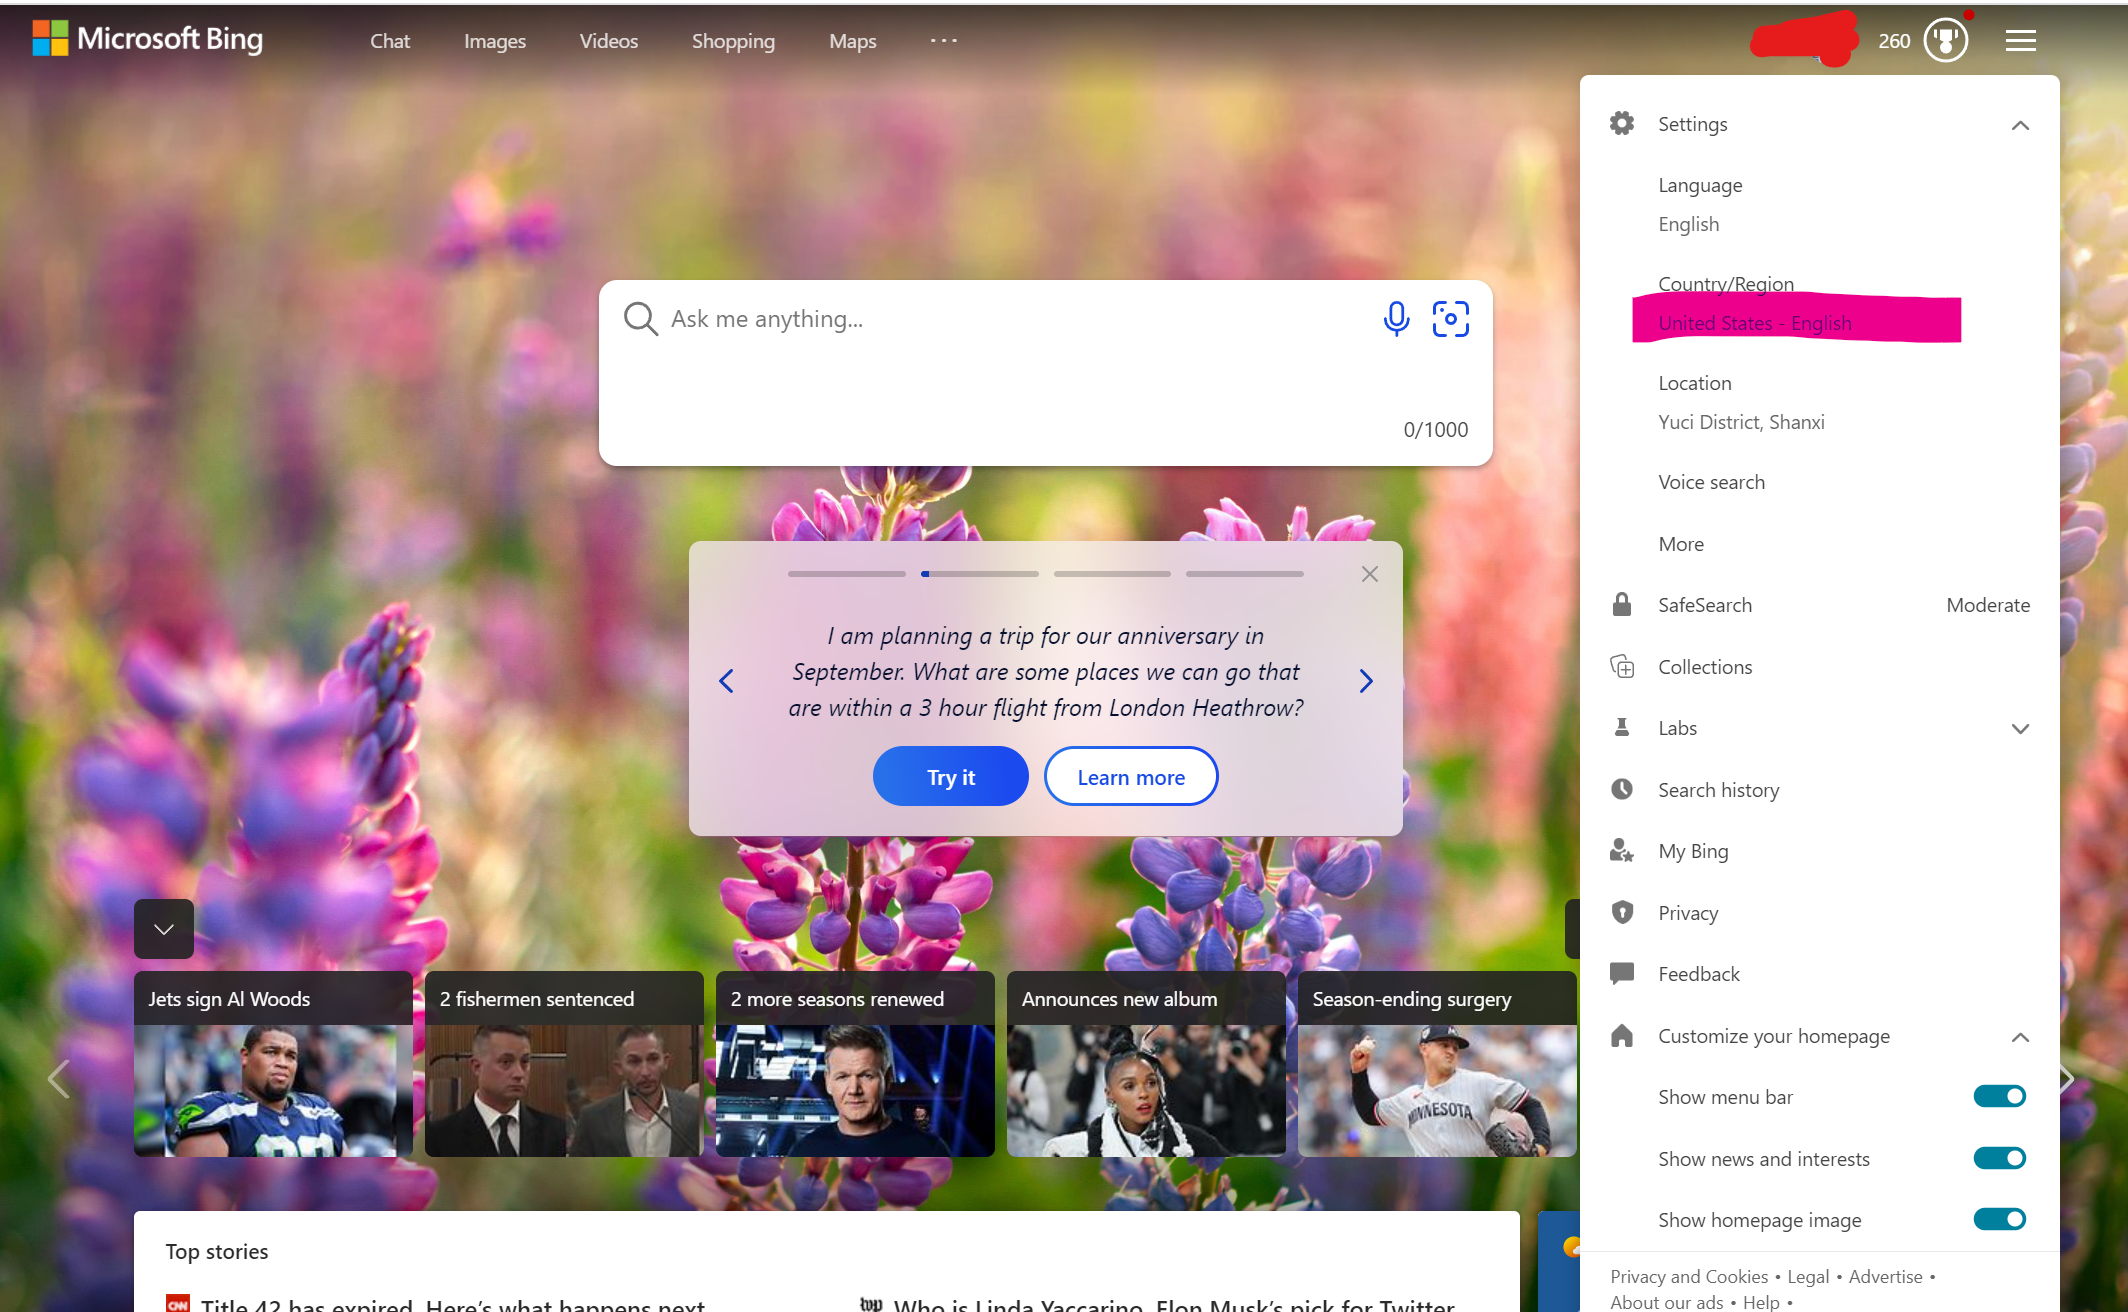 Microsoft Bing
Chat
Images
Videos
Shopping
Maps
260
Settings
Language
English
Country/Region
United States - English
Location
Yuci District, Shanxi
Voice search
More
SafeSearch
Moderate
Collections
Labs
Search history
My Bing
Privacy
Feedback
Customize your homepage
Show menu bar
Show news and interests
Show homepage image
Privacy and Cookies • Legal • Advertise •
About our ads • Help •
Ask me anything...
0/1000
I am planning a trip for our anniversary in
September. What are some places we can go that
are within a 3 hour flight from London Heathrow?
Try it
Learn more
Jets sign Al Woods
2 fishermen sentenced
2 more seasons renewed
Announces new album
Season-ending surgery
MINNESOTA
Top stories
CNN
Title 42 has expired. Here's what happens next
twp
Who is Linda Yaccarino, Elon Musk's pick for Twitter